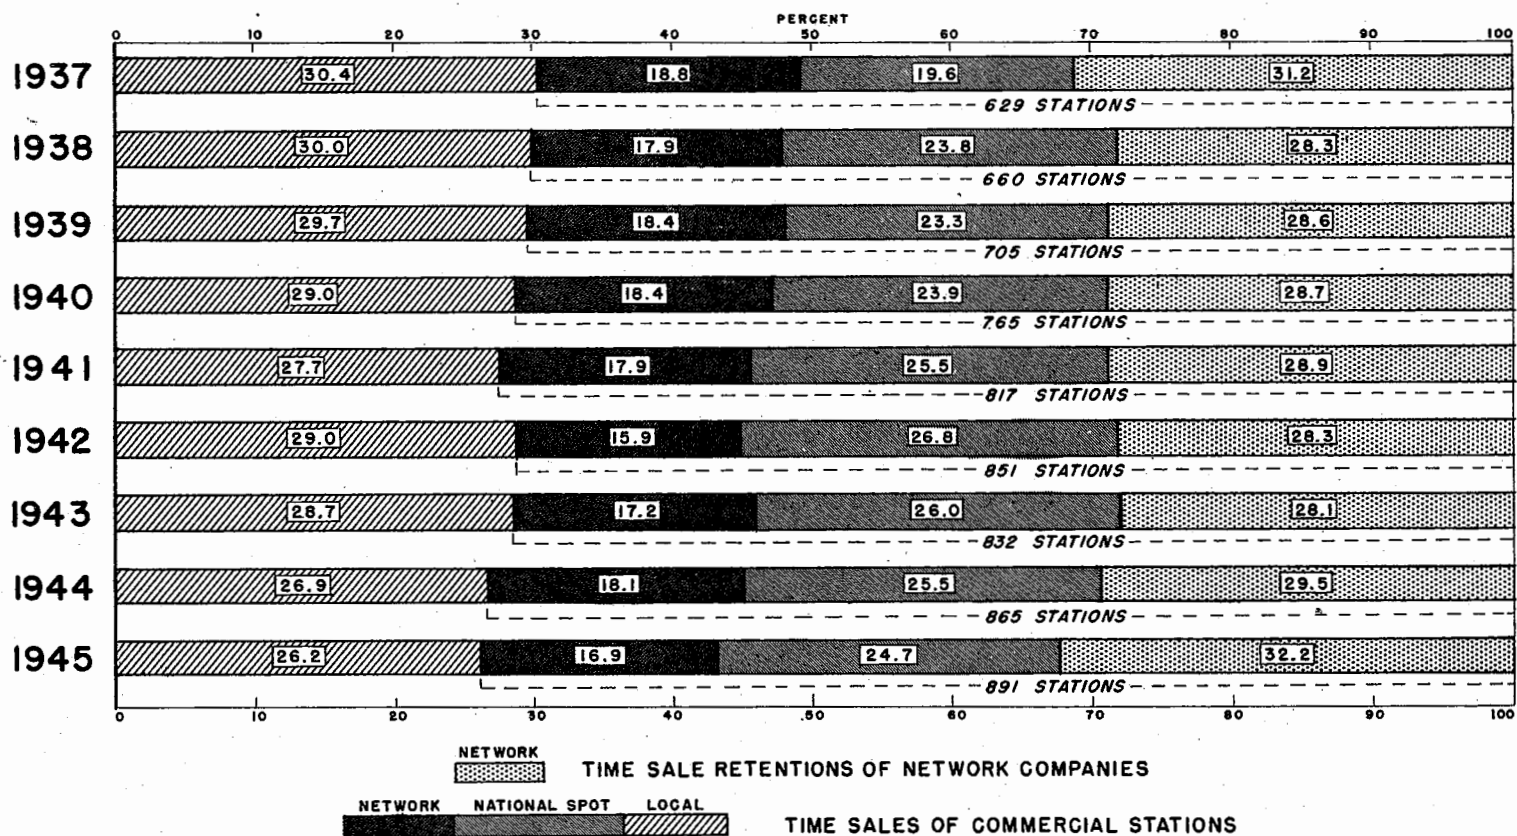 PERCENT
0 10 20 30 40 50 60 70 80 90 100
1937 30.4 18.8 19.6 31.2
629 STATIONS
1938 30.0 17.9 23.8 28.3
660 STATIONS
1939 29.7 18.4 23.3 28.6
705 STATIONS
1940 29.0 18.4 23.9 28.7
765 STATIONS
1941 27.7 17.9 25.5 28.9
817 STATIONS
1942 29.0 15.9 26.8 28.3
851 STATIONS
1943 28.7 17.2 26.0 28.1
832 STATIONS
1944 26.9 18.1 25.5 29.5
865 STATIONS
1945 26.2 16.9 24.7 32.2
891 STATIONS
0 10 20 30 40 50 60 70 80 90 100
NETWORK
TIME SALE RETENTIONS OF NETWORK COMPANIES
NETWORK NATIONAL SPOT LOCAL
TIME SALES OF COMMERCIAL STATIONS